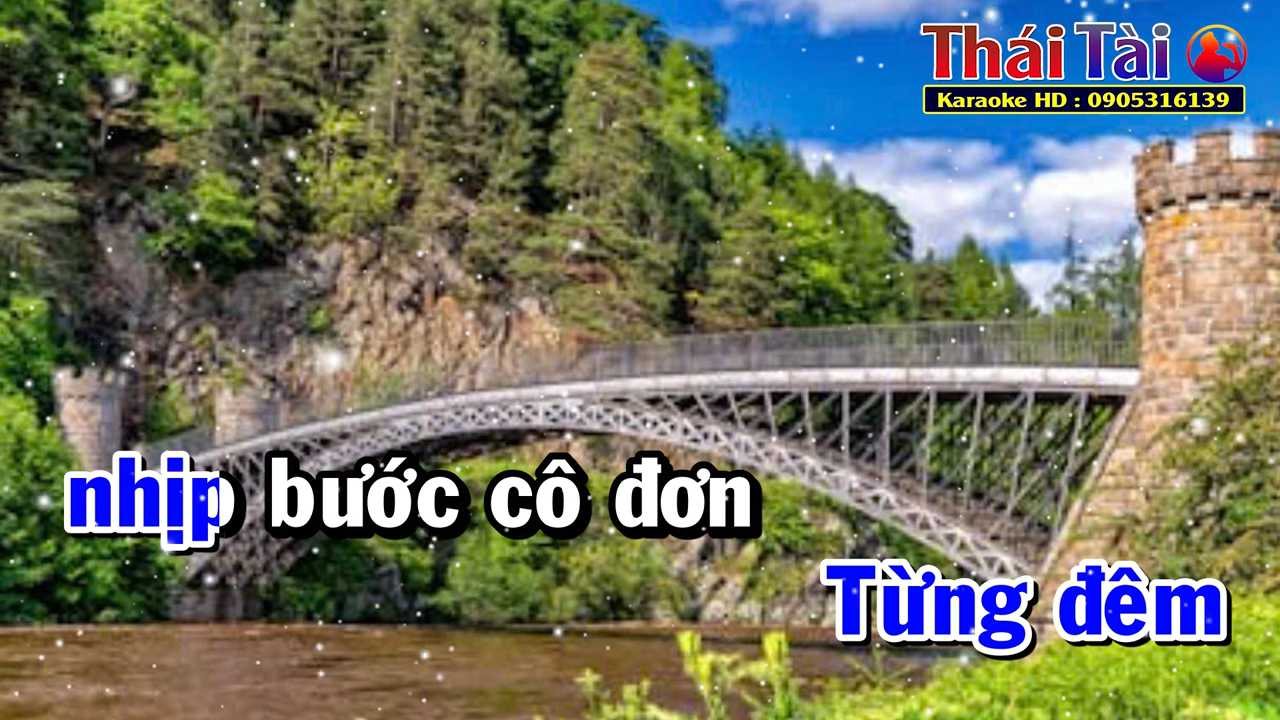 Thái Tài
Karaoke HD : 0905316139
nhịp bước cô đơn
Từng đêm